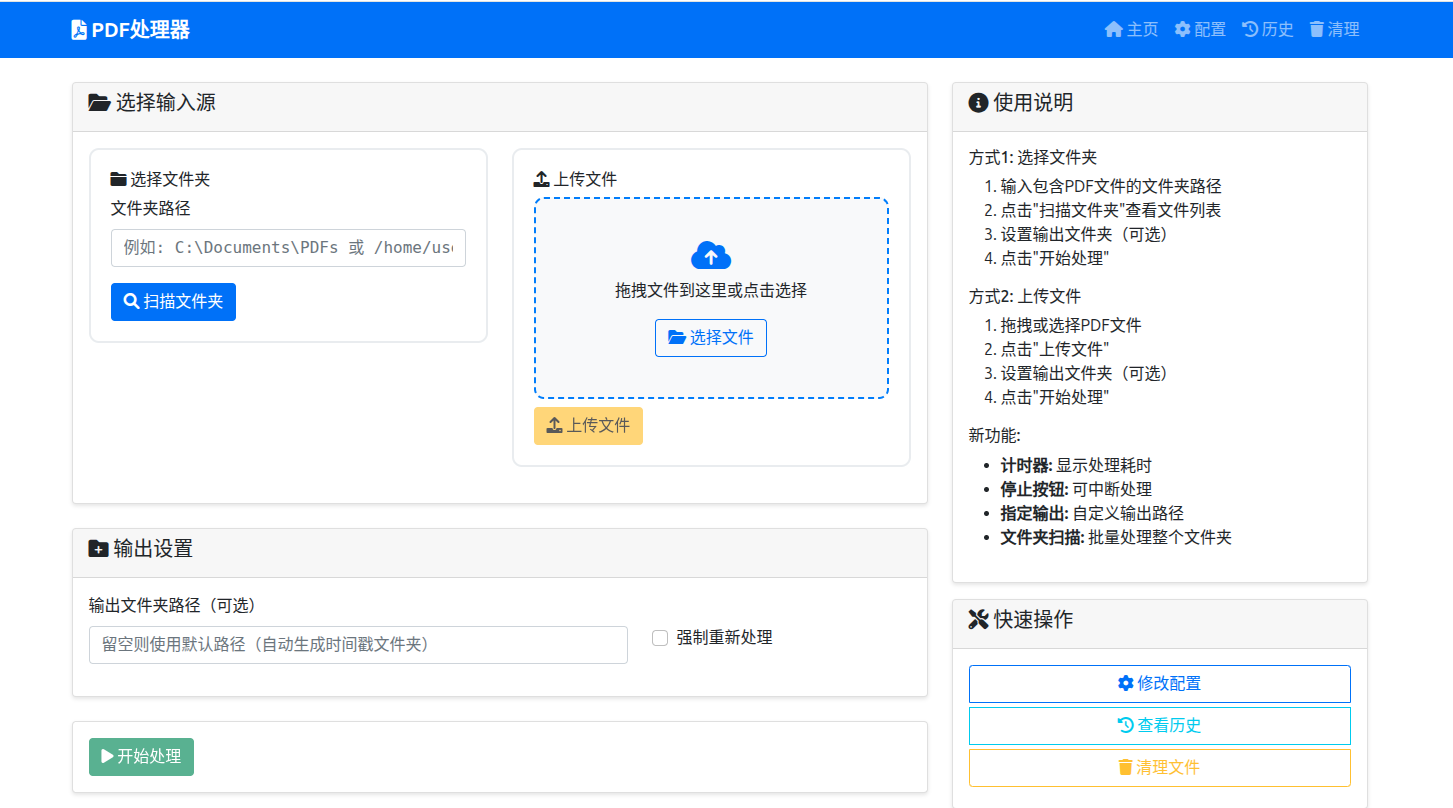 PDF处理器
主页 配置 历史 清理
选择输入源
选择文件夹
文件夹路径
例如: C:\Documents\PDFs 或 /home/use
扫描文件夹
上传文件
拖拽文件到这里或点击选择
选择文件
上传文件
输出设置
输出文件夹路径（可选）
留空则使用默认路径（自动生成时间戳文件夹）
强制重新处理
开始处理
使用说明
方式1: 选择文件夹
1. 输入包含PDF文件的文件夹路径
2. 点击"扫描文件夹"查看文件列表
3. 设置输出文件夹（可选）
4. 点击"开始处理"
方式2: 上传文件
1. 拖拽或选择PDF文件
2. 点击"上传文件"
3. 设置输出文件夹（可选）
4. 点击"开始处理"
新功能:
• 计时器: 显示处理耗时
• 停止按钮: 可中断处理
• 指定输出: 自定义输出路径
• 文件夹扫描: 批量处理整个文件夹
快速操作
修改配置
查看历史
清理文件